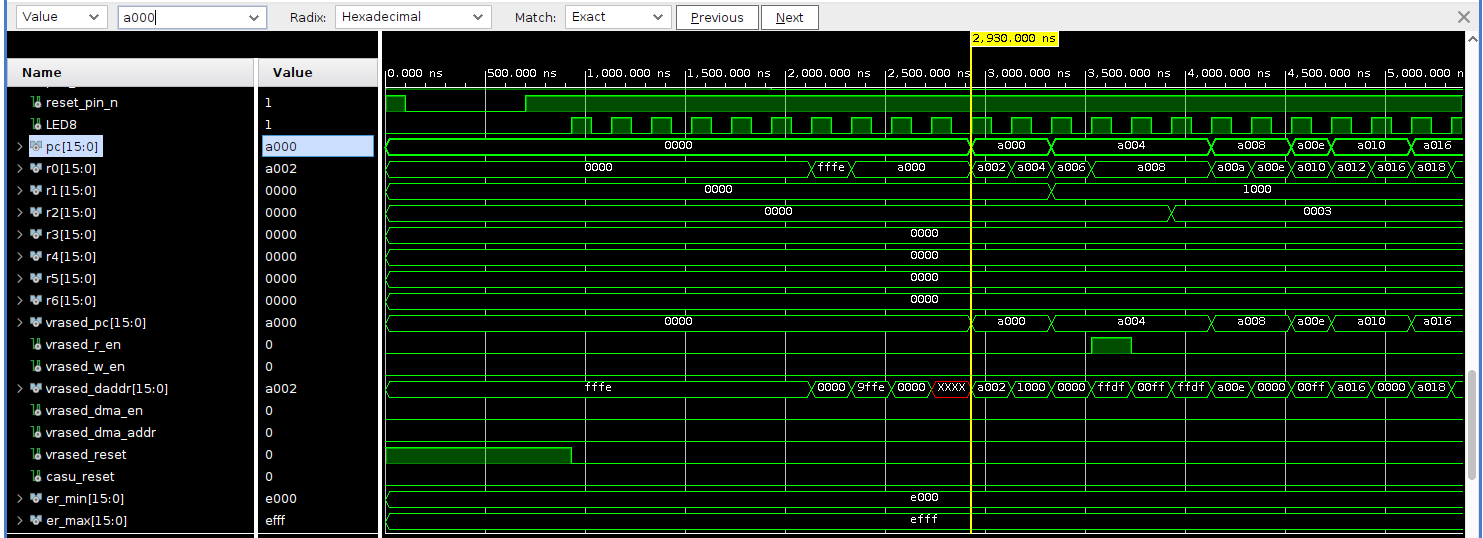 Value a000 Radix: Hexadecimal Match: Exact Previous Next
2,930.000 ns
Name Value 0.000 ns 500.000 ns 1,000.000 ns 1,500.000 ns 2,000.000 ns 2,500.000 ns 3,000.000 ns 3,500.000 ns 4,000.000 ns 4,500.000 ns 5,000.000 n
reset_pin_n 1
LED8 1
pc[15:0] a000 0000 a000 a004 a008 a00e a010 a016
r0[15:0] a002 0000 fffe a000 a002 a004 a006 a008 a00a a00e a010 a012 a016 a018
r1[15:0] 0000 0000 1000
r2[15:0] 0000 0000 0003
r3[15:0] 0000 0000
r4[15:0] 0000 0000
r5[15:0] 0000 0000
r6[15:0] 0000 0000
vrased_pc[15:0] a000 0000 a000 a004 a008 a00e a010 a016
vrased_r_en 0
vrased_w_en 0
vrased_daddr[15:0] a002 fffe 0000 9ffe 0000 XXXX a002 1000 0000 ffdf 00ff ffdf a00e 0000 00ff a016 0000 a018
vrased_dma_en 0
vrased_dma_addr 0
vrased_reset 0
casu_reset 0
er_min[15:0] e000 e000
er_max[15:0] efff efff